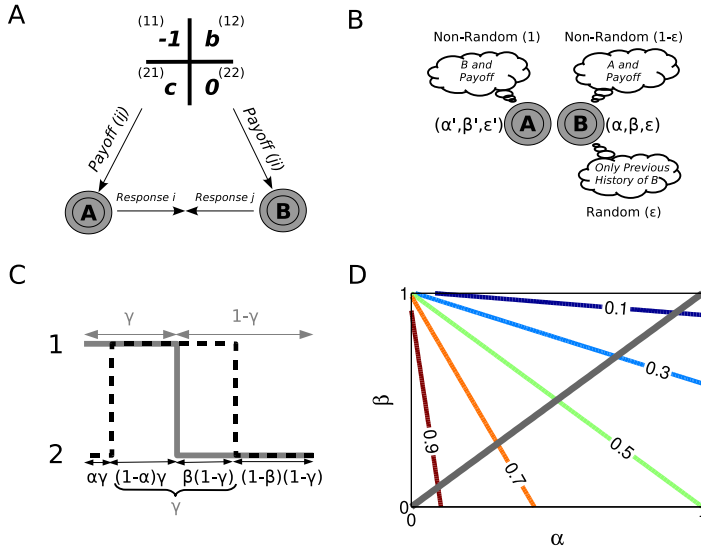 A
(11)
(12)
-1
b
(21)
(22)
c
0
Payoff (ij)
Payoff (ji)
A
Response i
Response j
B
B
Non-Random (1)
Non-Random (1-ε)
B and
Payoff
A and
Payoff
(α',β',ε')
A
B
(α,β,ε)
Only Previous
History of B
Random (ε)
C
γ
1-γ
1
2
αγ
(1-α)γ
β(1-γ)
(1-β)(1-γ)
γ
D
1
β
0
0
α
0.1
0.3
0.5
0.7
0.9